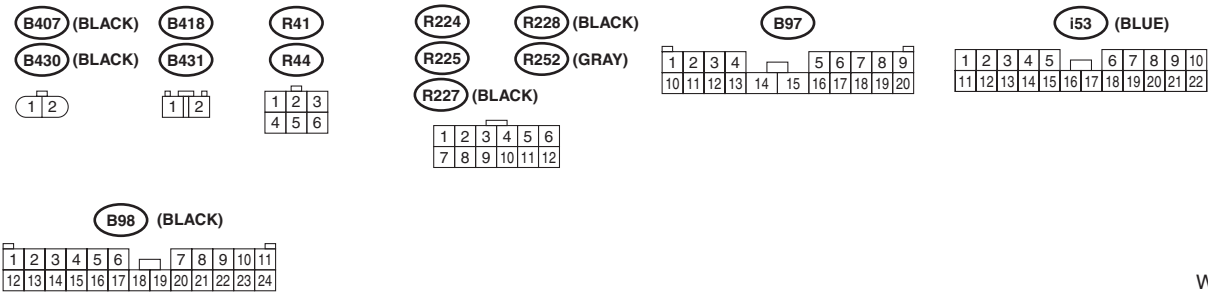 B407 (BLACK) B418 R41 R224 R228 (BLACK) B97 i53 (BLUE)
B430 (BLACK) B431 R44 R225 R252 (GRAY)
R227 (BLACK)
1 2
1 2
1 2 3
4 5 6
1 2 3 4 5 6
7 8 9 10 11 12
1 2 3 4 5 6 7 8 9
10 11 12 13 14 15 16 17 18 19 20
1 2 3 4 5 6 7 8 9 10
11 12 13 14 15 16 17 18 19 20 21 22
B98 (BLACK)
1 2 3 4 5 6 7 8 9 10 11
12 13 14 15 16 17 18 19 20 21 22 23 24
W